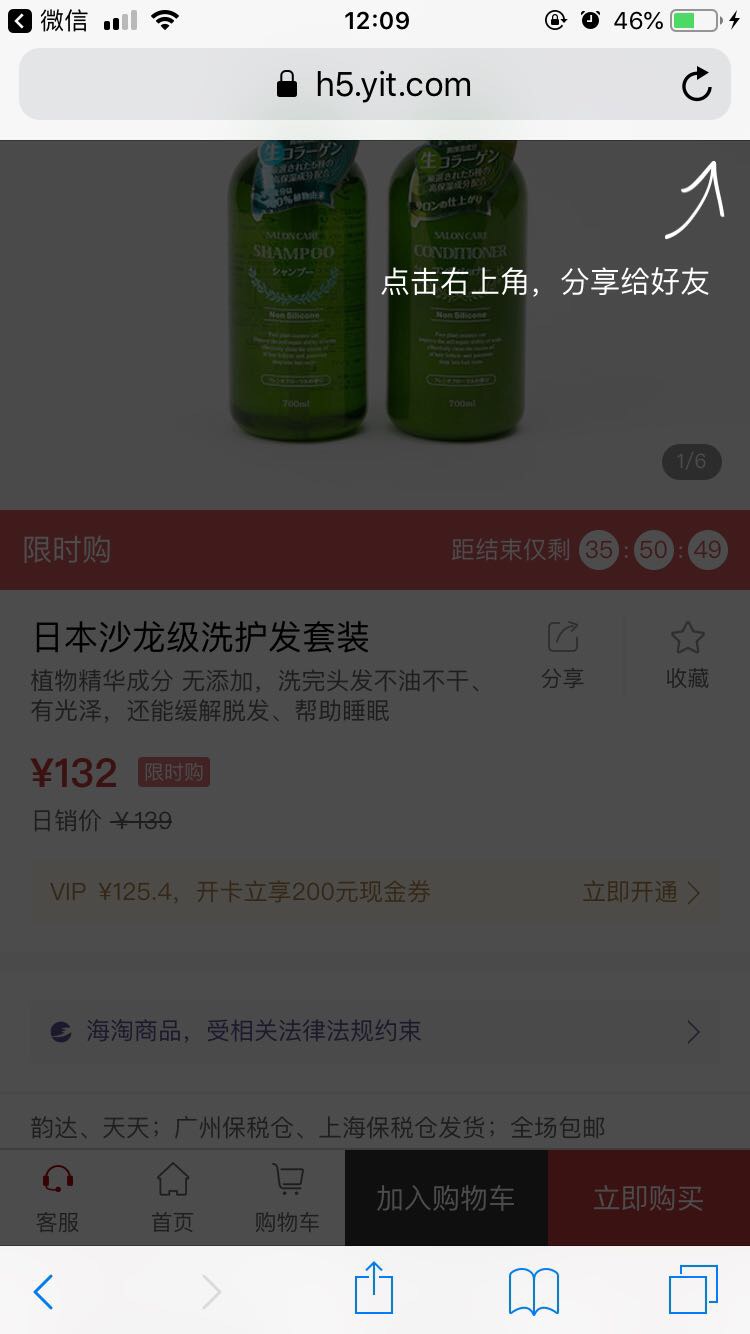 微信
12:09
46%
h5.yit.com
生コラーゲン
生コラーゲン
サロンの仕上がり
SALON CARE
SHAMPOO
シャンプー
Non Silicone
700ml
SALON CARE
CONDITIONER
Non Silicone
700ml
点击右上角，分享给好友
1/6
限时购
距结束仅剩 35 : 50 : 49
日本沙龙级洗护发套装
分享
收藏
植物精华成分 无添加，洗完头发不油不干、
有光泽，还能缓解脱发、帮助睡眠
¥132 限时购
日销价 ¥139
VIP ¥125.4，开卡立享200元现金券 立即开通
海淘商品，受相关法律法规约束
韵达、天天；广州保税仓、上海保税仓发货；全场包邮
客服
首页
购物车
加入购物车
立即购买